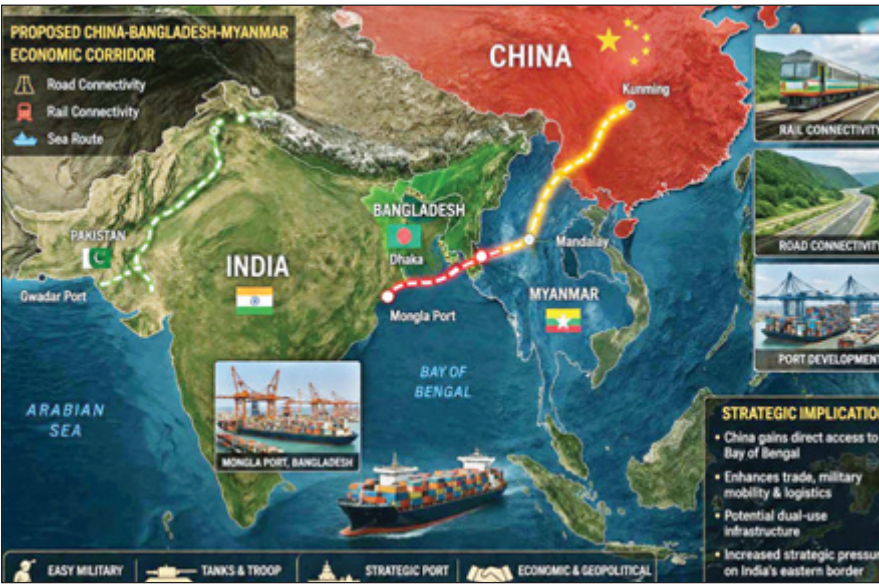 PROPOSED CHINA-BANGLADESH-MYANMAR
ECONOMIC CORRIDOR
Road Connectivity
Rail Connectivity
Sea Route
CHINA
Kunming
RAIL CONNECTIVITY
BANGLADESH
Dhaka
PAKISTAN
INDIA
Mandalay
ROAD CONNECTIVITY
Gwadar Port
Mongla Port
MYANMAR
PORT DEVELOPMENT
BAY OF
BENGAL
ARABIAN
SEA
MONGLA PORT, BANGLADESH
STRATEGIC IMPLICATIO
• China gains direct access to
Bay of Bengal
• Enhances trade, military
mobility & logistics
• Potential dual-use
infrastructure
• Increased strategic pressu
on India's eastern border
EASY MILITARY
TANKS & TROOP
STRATEGIC PORT
ECONOMIC & GEOPOLITICAL